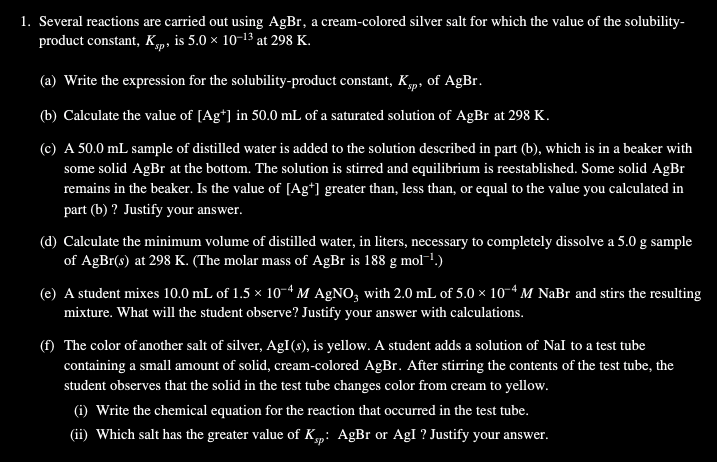 1. Several reactions are carried out using AgBr, a cream-colored silver salt for which the value of the solubility-
product constant, Ksp, is 5.0 × 10⁻¹³ at 298 K.
(a) Write the expression for the solubility-product constant, Ksp, of AgBr.
(b) Calculate the value of [Ag⁺] in 50.0 mL of a saturated solution of AgBr at 298 K.
(c) A 50.0 mL sample of distilled water is added to the solution described in part (b), which is in a beaker with
some solid AgBr at the bottom. The solution is stirred and equilibrium is reestablished. Some solid AgBr
remains in the beaker. Is the value of [Ag⁺] greater than, less than, or equal to the value you calculated in
part (b) ? Justify your answer.
(d) Calculate the minimum volume of distilled water, in liters, necessary to completely dissolve a 5.0 g sample
of AgBr(s) at 298 K. (The molar mass of AgBr is 188 g mol⁻¹.)
(e) A student mixes 10.0 mL of 1.5 × 10⁻⁴ M AgNO₃ with 2.0 mL of 5.0 × 10⁻⁴ M NaBr and stirs the resulting
mixture. What will the student observe? Justify your answer with calculations.
(f) The color of another salt of silver, AgI(s), is yellow. A student adds a solution of NaI to a test tube
containing a small amount of solid, cream-colored AgBr. After stirring the contents of the test tube, the
student observes that the solid in the test tube changes color from cream to yellow.
(i) Write the chemical equation for the reaction that occurred in the test tube.
(ii) Which salt has the greater value of Ksp: AgBr or AgI ? Justify your answer.